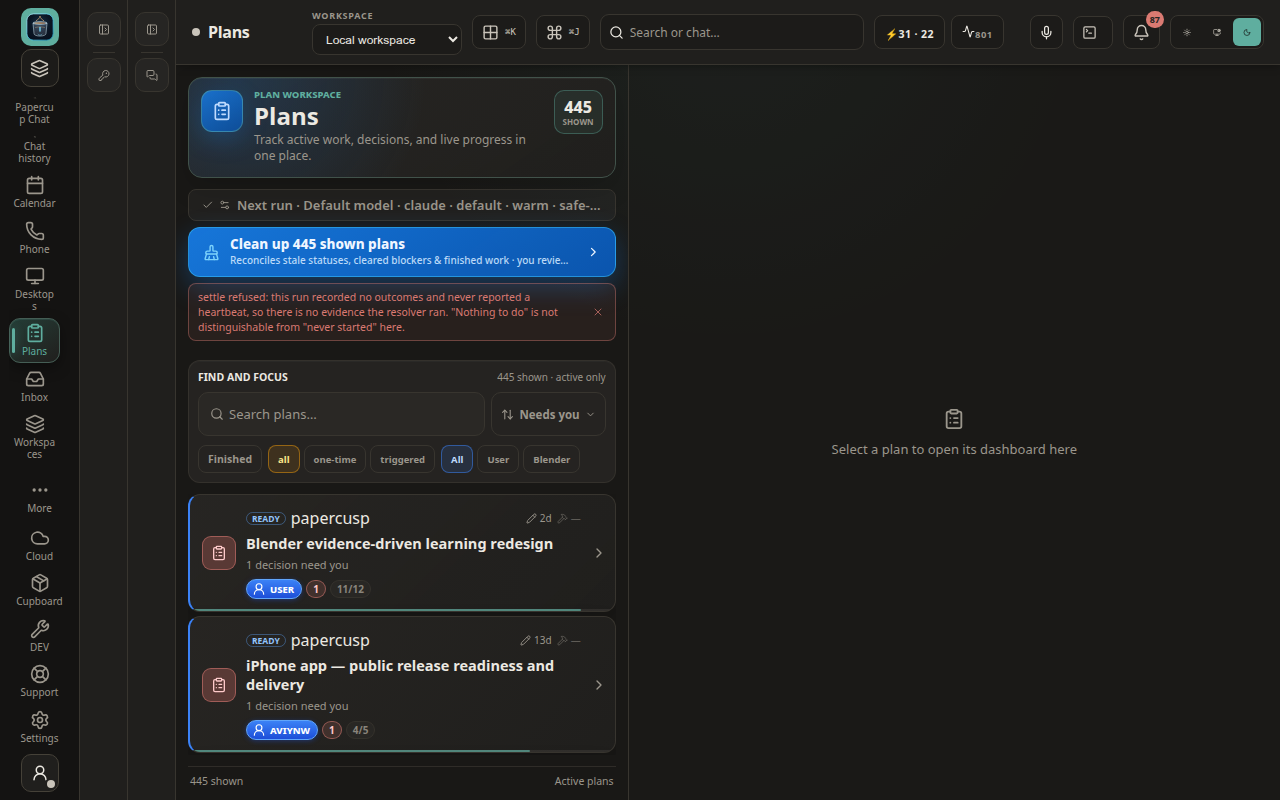 Papercu
p Chat
Chat
history
Calendar
Phone
Desktop
s
Plans
Inbox
Workspa
ces
More
Cloud
Cupboard
DEV
Support
Settings
Plans
WORKSPACE
Local workspace
⌘K
⌘J
Search or chat...
⚡31 · 22
801
87
PLAN WORKSPACE
Plans
Track active work, decisions, and live progress in
one place.
445
SHOWN
Next run · Default model · claude · default · warm · safe-...
Clean up 445 shown plans
Reconciles stale statuses, cleared blockers & finished work · you revie...
settle refused: this run recorded no outcomes and never reported a
heartbeat, so there is no evidence the resolver ran. "Nothing to do" is not
distinguishable from "never started" here.
FIND AND FOCUS
445 shown · active only
Search plans...
Needs you
Finished
all
one-time
triggered
All
User
Blender
READY papercusp
2d
—
Blender evidence-driven learning redesign
1 decision need you
USER
1
11/12
READY papercusp
13d
—
iPhone app — public release readiness and
delivery
1 decision need you
AVIYNW
1
4/5
445 shown
Active plans
Select a plan to open its dashboard here